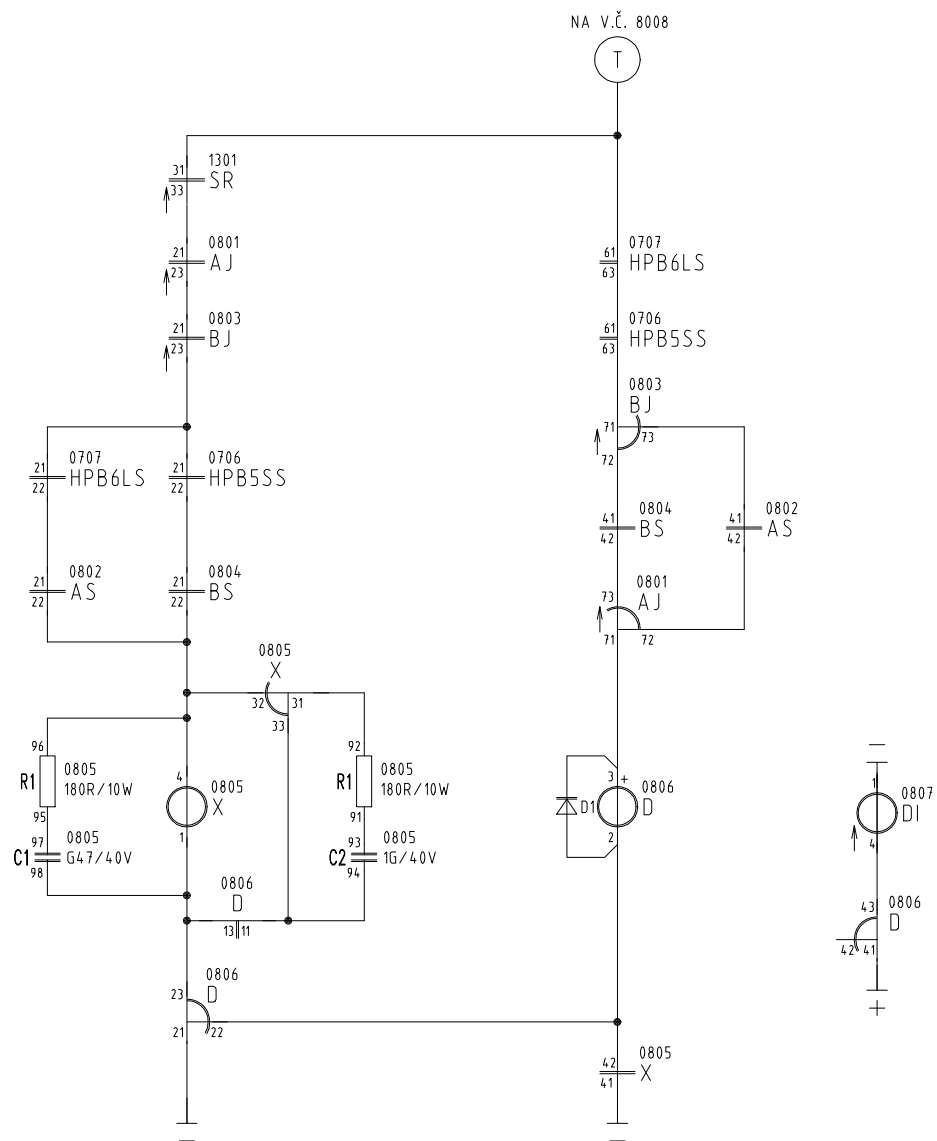 NA V.Č. 8008
T
31
33
1301
SR
21
23
0801
AJ
21
23
0803
BJ
61
63
0707
HPB6LS
61
63
0706
HPB5SS
0803
BJ
71
73
72
21
22
0707
HPB6LS
21
22
0706
HPB5SS
41
42
0804
BS
41
42
0802
AS
21
22
0802
AS
21
22
0804
BS
0801
AJ
73
71
72
0805
X
32
31
33
96
R1
0805
180R/10W
95
97
C1
0805
G47/40V
98
4
0805
X
1
92
R1
0805
180R/10W
91
93
C2
0805
1G/40V
94
3
+
D1
0806
D
2
–
1
0807
DI
4
0806
D
13
11
43
0806
D
42
41
+
0806
D
23
21
22
42
41
0805
X
–
–